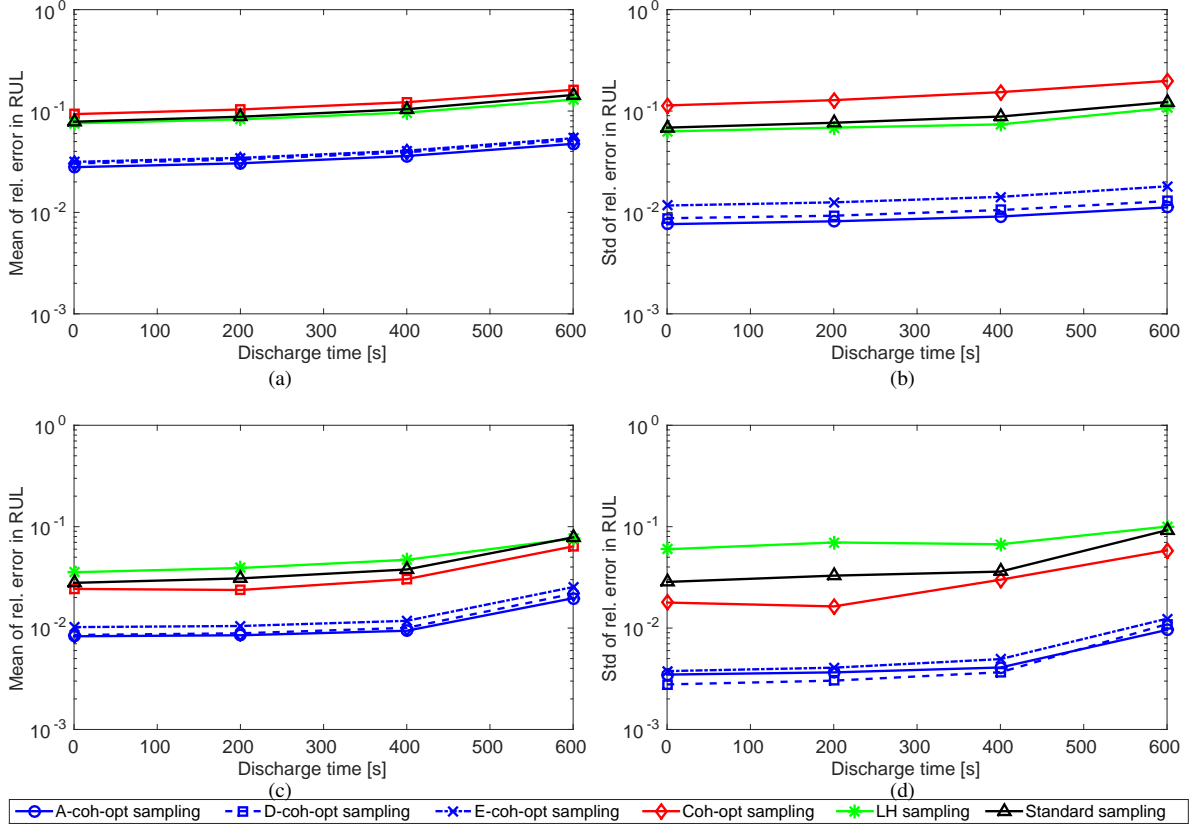 10^0
10^-1
10^-2
10^-3
Mean of rel. error in RUL
0 100 200 300 400 500 600
Discharge time [s]
(a)
10^0
10^-1
10^-2
10^-3
Std of rel. error in RUL
0 100 200 300 400 500 600
Discharge time [s]
(b)
10^0
10^-1
10^-2
10^-3
Mean of rel. error in RUL
0 100 200 300 400 500 600
Discharge time [s]
(c)
10^0
10^-1
10^-2
10^-3
Std of rel. error in RUL
0 100 200 300 400 500 600
Discharge time [s]
(d)
A-coh-opt sampling D-coh-opt sampling E-coh-opt sampling Coh-opt sampling LH sampling Standard sampling